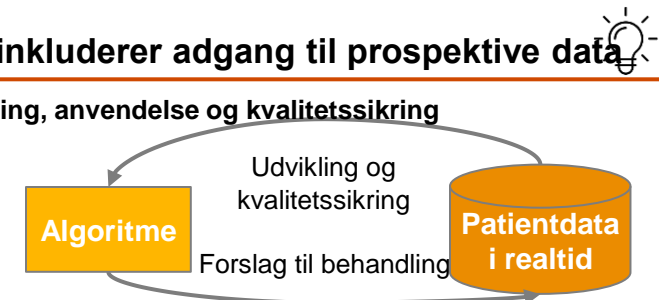 inkluderer adgang til prospektive data
ing, anvendelse og kvalitetssikring
Udvikling og
kvalitetssikring
Algoritme
Patientdata
i realtid
Forslag til behandling